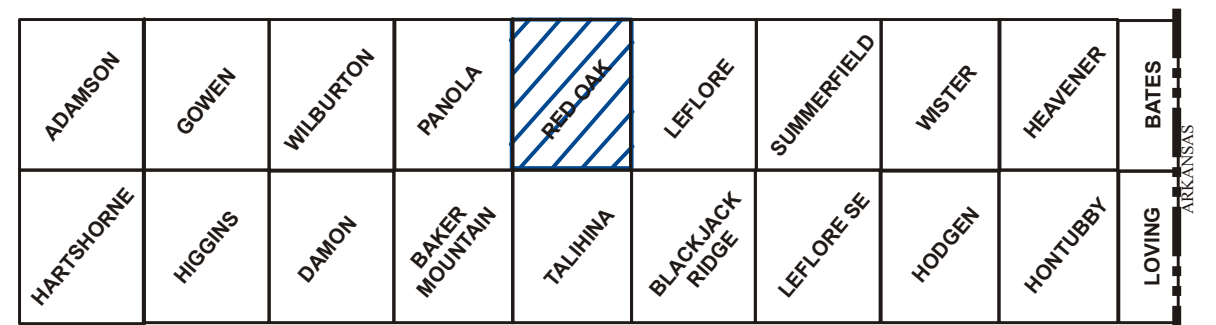 ADAMSON
GOWEN
WILBURTON
PANOLA
RED OAK
LEFLORE
SUMMERFIELD
WISTER
HEAVENER
BATES
ARKANSAS
HARTSHORNE
HIGGINS
DAMON
BAKER
MOUNTAIN
TALIHINA
BLACKJACK
RIDGE
LEFLORE SE
HODGEN
HONTUBBY
LOVING